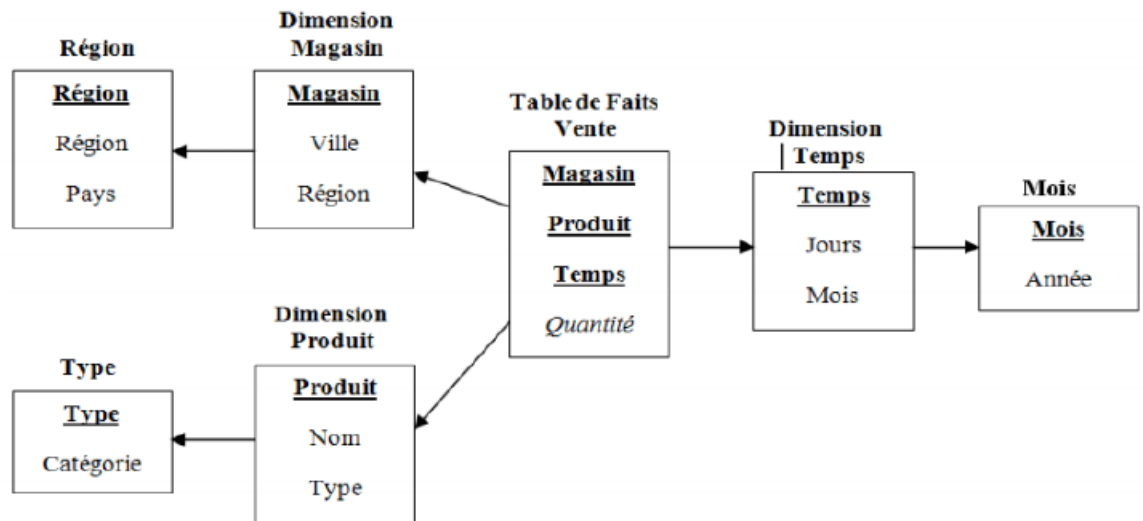 Région
Région
Région
Pays
Dimension
Magasin
Magasin
Ville
Région
Table de Faits
Vente
Magasin
Produit
Temps
Quantité
Dimension
Temps
Temps
Jours
Mois
Mois
Mois
Année
Type
Type
Catégorie
Dimension
Produit
Produit
Nom
Type